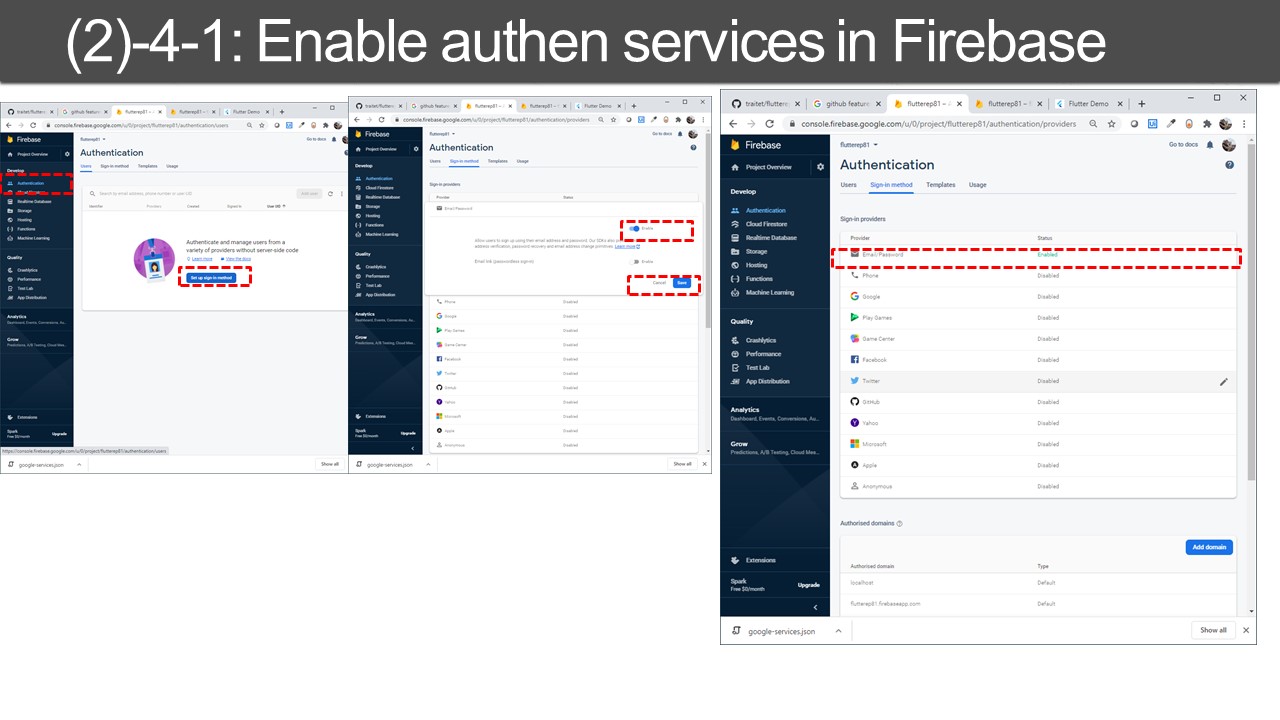 (2)-4-1: Enable authen services in Firebase
traitet/flutter
github feature
flutterep81 –
flutterep81 –
Flutter Demo
console.firebase.google.com/u/0/project/flutterep81/authentication/users
Firebase
Project Overview
Develop
Authentication
Realtime Database
Storage
Hosting
Functions
Machine Learning
Quality
Crashlytics
Performance
Test Lab
App Distribution
Analytics
Dashboard, Events, Conversions, Au...
Grow
Predictions, A/B Testing, Cloud Mes...
Extensions
Spark
Free $0/month
Upgrade
flutterep81
Go to docs
Authentication
Users
Sign-in method
Templates
Usage
Search by email address, phone number or user UID
Add user
Identifier
Providers
Created
Signed In
User UID
Authenticate and manage users from a
variety of providers without server-side code
Learn more
View the docs
Set up sign-in method
https://console.firebase.google.com/u/0/project/flutterep81/authentication/users
google-services.json
Show all
traitet/flutter
github feature
flutterep81 –
flutterep81 –
Flutter Demo
console.firebase.google.com/u/0/project/flutterep81/authentication/providers
Firebase
Project Overview
Develop
Authentication
Cloud Firestore
Realtime Database
Storage
Hosting
Functions
Machine Learning
Quality
Crashlytics
Performance
Test Lab
App Distribution
Analytics
Dashboard, Events, Conversions, Au...
Grow
Predictions, A/B Testing, Cloud Mes...
Extensions
Spark
Free $0/month
Upgrade
flutterep81
Go to docs
Authentication
Users
Sign-in method
Templates
Usage
Sign-in providers
Provider
Status
Email/Password
Enable
Allow users to sign up using their email address and password. Our SDKs also
address verification, password recovery and email address change primitives. Learn more
Email link (passwordless sign-in)
Enable
Cancel
Save
Phone Disabled
Google Disabled
Play Games Disabled
Game Center Disabled
Facebook Disabled
Twitter Disabled
GitHub Disabled
Yahoo Disabled
Microsoft Disabled
Apple Disabled
Anonymous Disabled
google-services.json
Show all
traitet/flutter
github feature
flutterep81 – A
flutterep81 –
Flutter Demo
console.firebase.google.com/u/0/project/flutterep81/authentication/providers
Firebase
Project Overview
Develop
Authentication
Cloud Firestore
Realtime Database
Storage
Hosting
Functions
Machine Learning
Quality
Crashlytics
Performance
Test Lab
App Distribution
Analytics
Dashboard, Events, Conversions, Au...
Grow
Predictions, A/B Testing, Cloud Mes...
Extensions
Spark
Free $0/month
Upgrade
flutterep81
Go to docs
Authentication
Users
Sign-in method
Templates
Usage
Sign-in providers
Provider Status
Email/Password Enabled
Phone Disabled
Google Disabled
Play Games Disabled
Game Center Disabled
Facebook Disabled
Twitter Disabled
GitHub Disabled
Yahoo Disabled
Microsoft Disabled
Apple Disabled
Anonymous Disabled
Authorised domains
Add domain
Authorised domain Type
localhost Default
flutterep81.firebaseapp.com Default
google-services.json
Show all